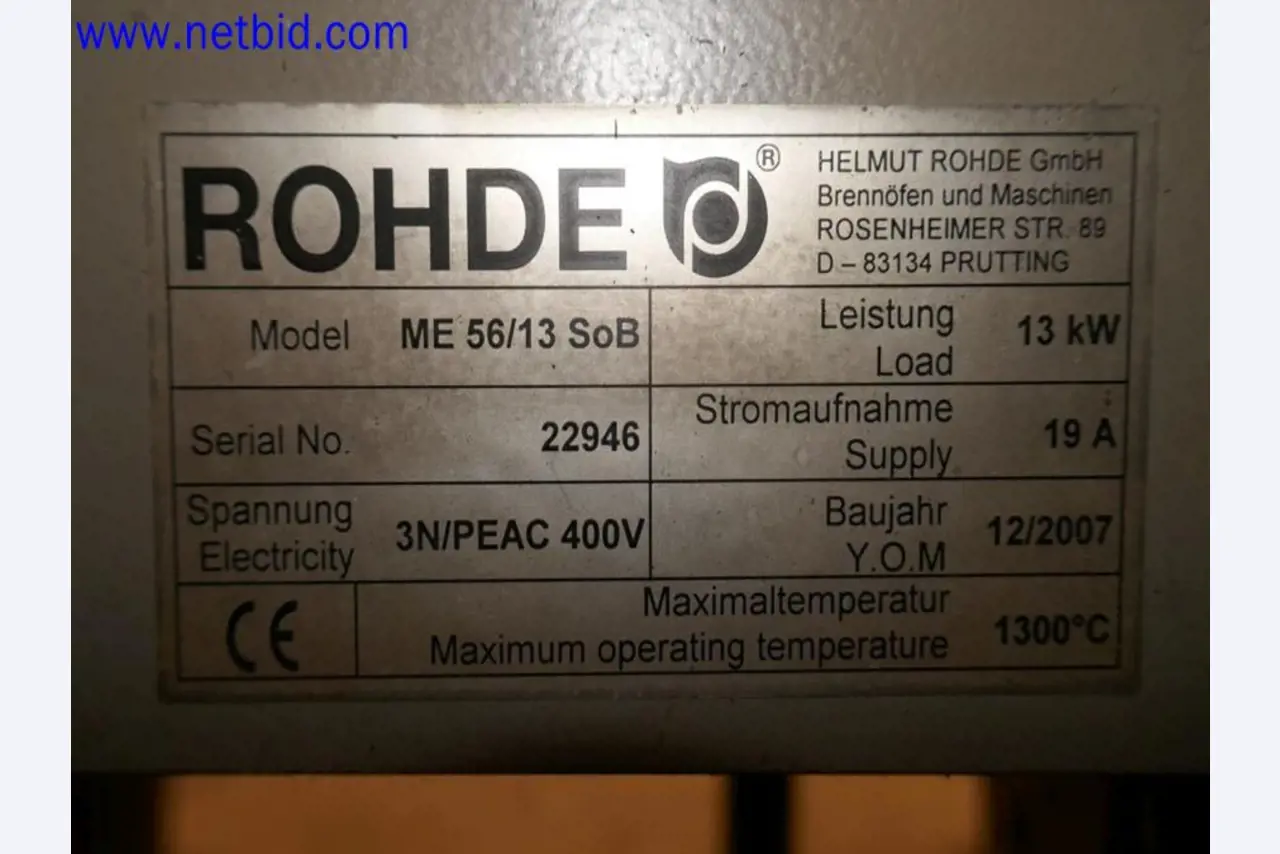 www.netbid.com
ROHDE ®
HELMUT ROHDE GmbH
Brennöfen und Maschinen
ROSENHEIMER STR. 89
D – 83134 PRUTTING
Model ME 56/13 SoB
Leistung
Load
13 kW
Serial No. 22946
Stromaufnahme
Supply
19 A
Spannung
Electricity
3N/PEAC 400V
Baujahr
Y.O.M
12/2007
CE
Maximaltemperatur
Maximum operating temperature
1300°C